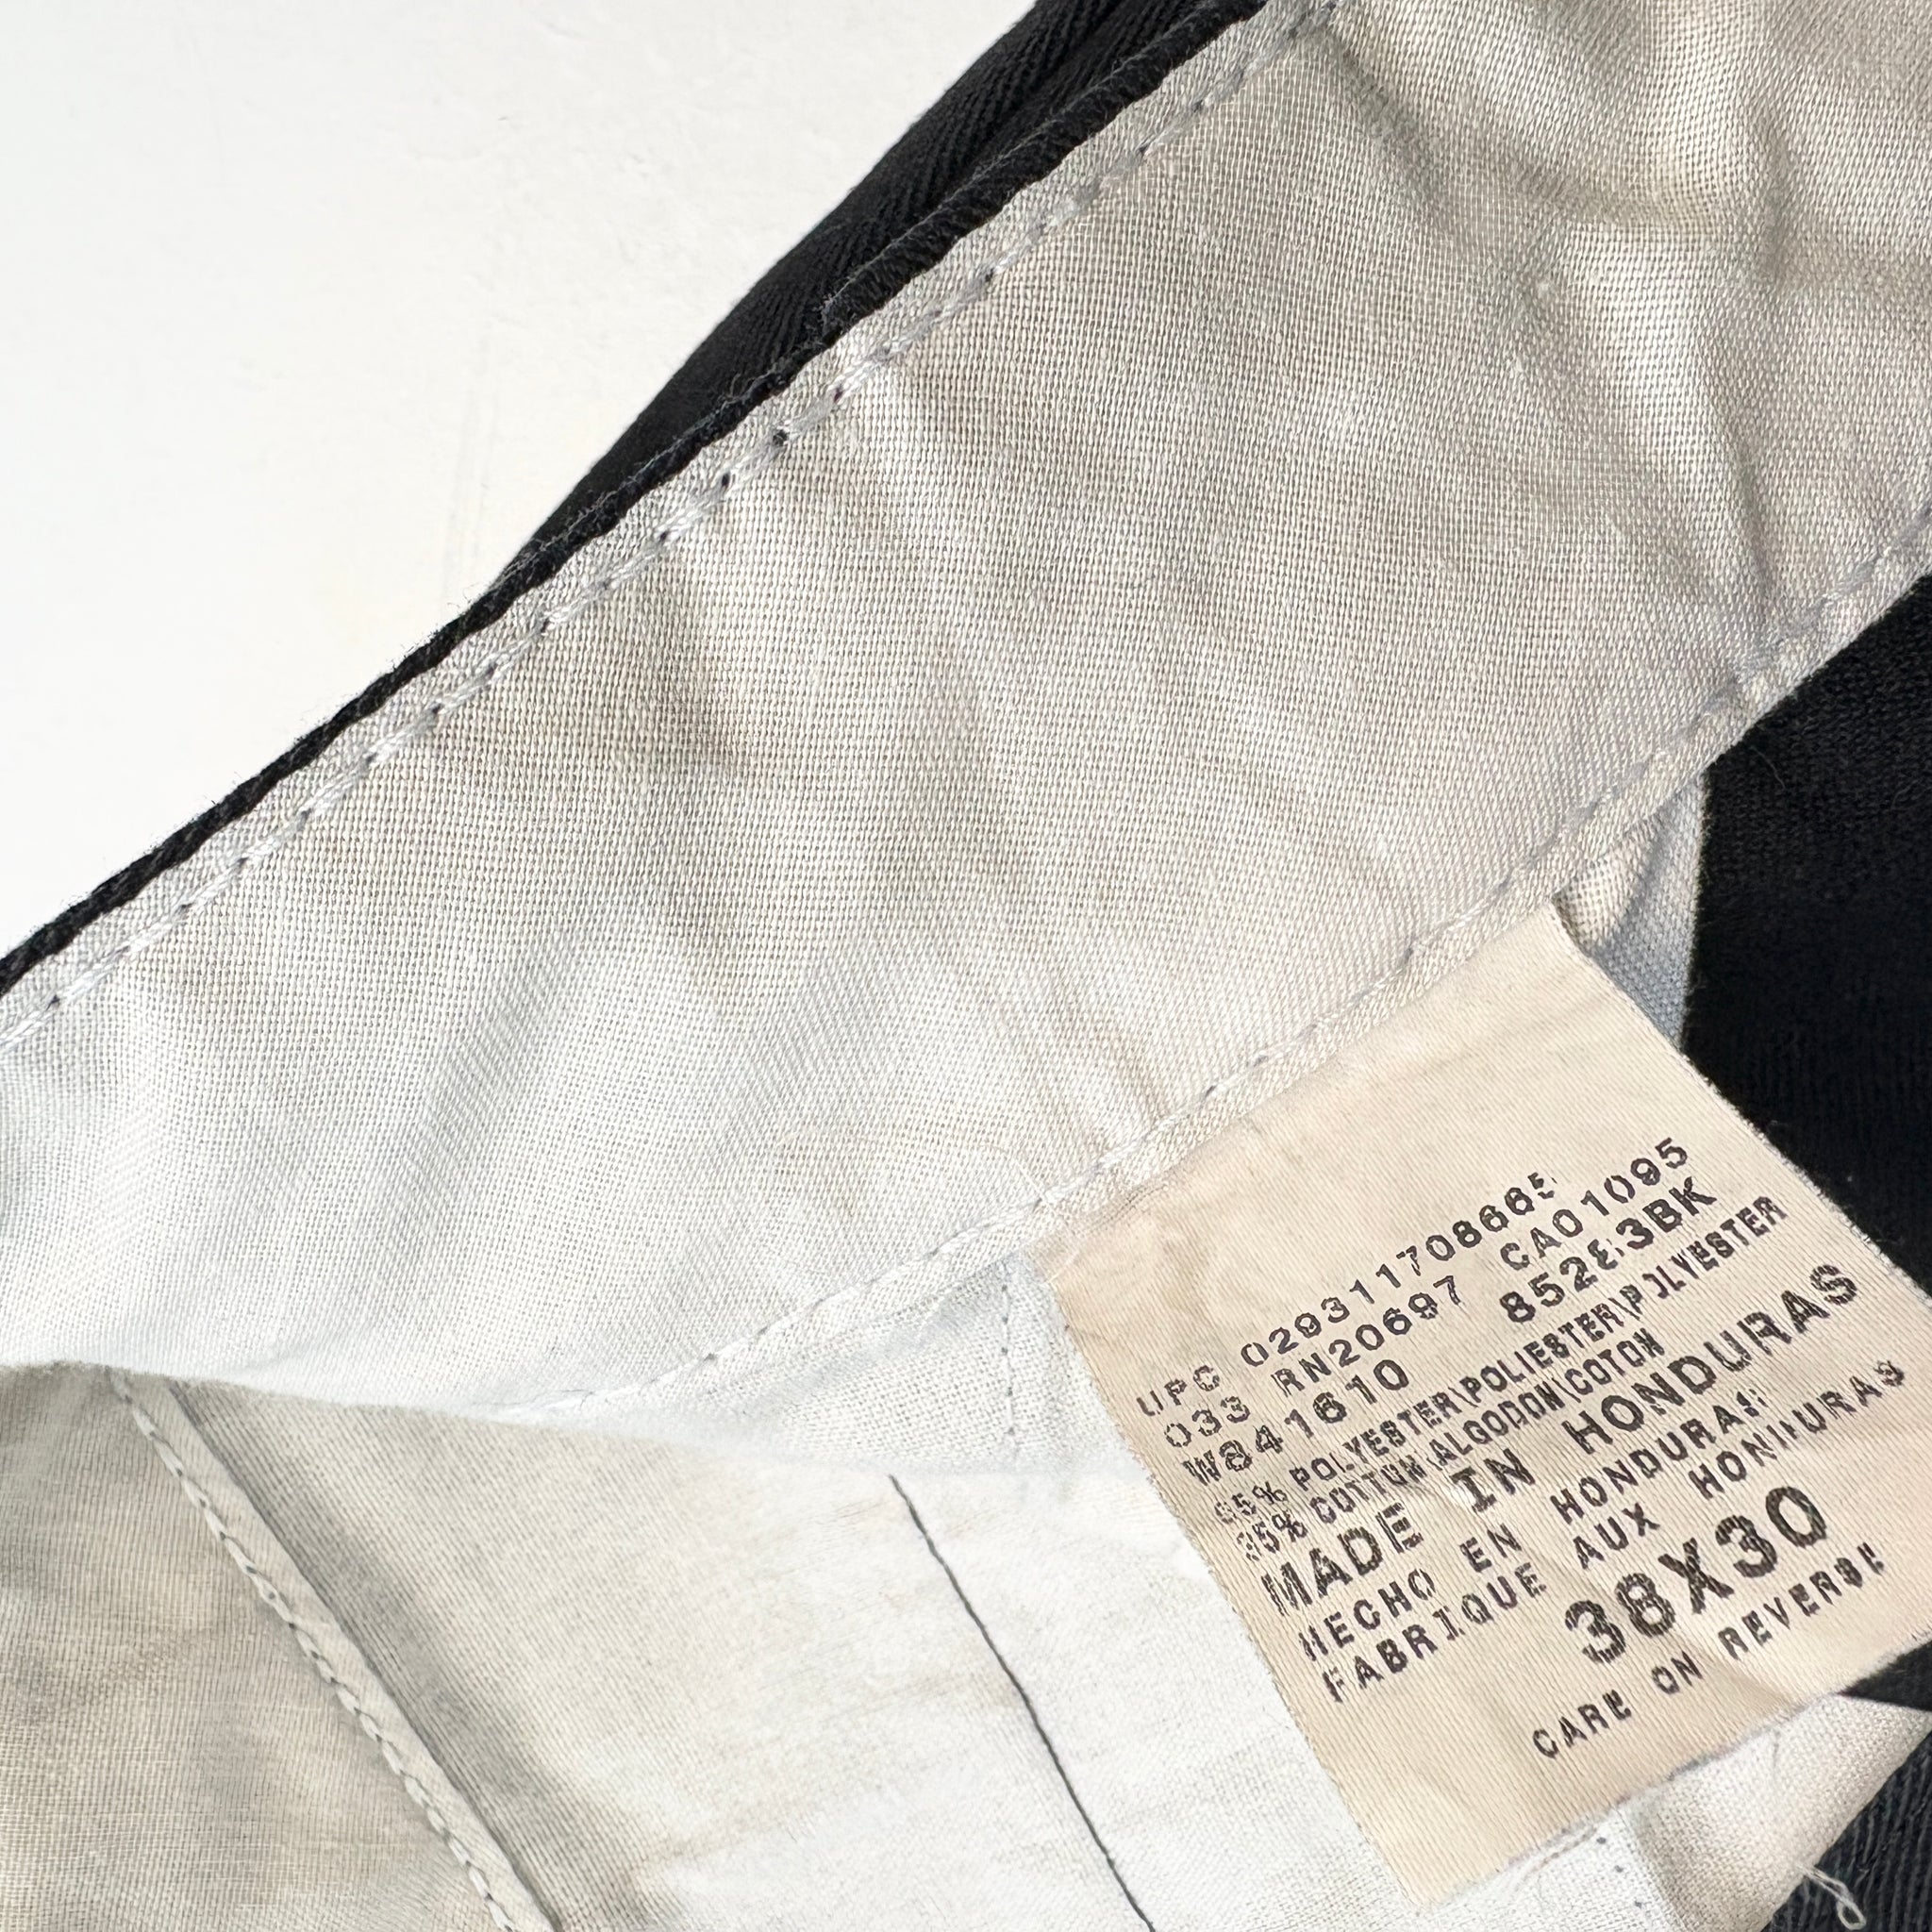 UPC 029311708665
033 RN20697 CA01095
W841610 85283BK
65% POLYESTER\POLIESTER\POLYESTER
35% COTTON\ALGODON\COTON
MADE IN HONDURAS
HECHO EN HONDURAS
FABRIQUE AUX HONDURAS
38X30
CARE ON REVERSE